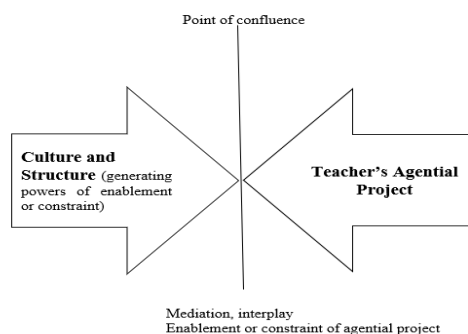 Point of confluence
Culture and
Structure (generating
powers of enablement
or constraint)
Teacher's Agential
Project
Mediation, interplay
Enablement or constraint of agential project